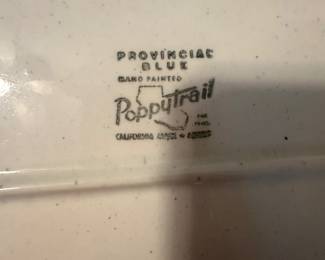 PROVINCIAL
BLUE
HAND PAINTED
Poppytrail
CALIFORNIA